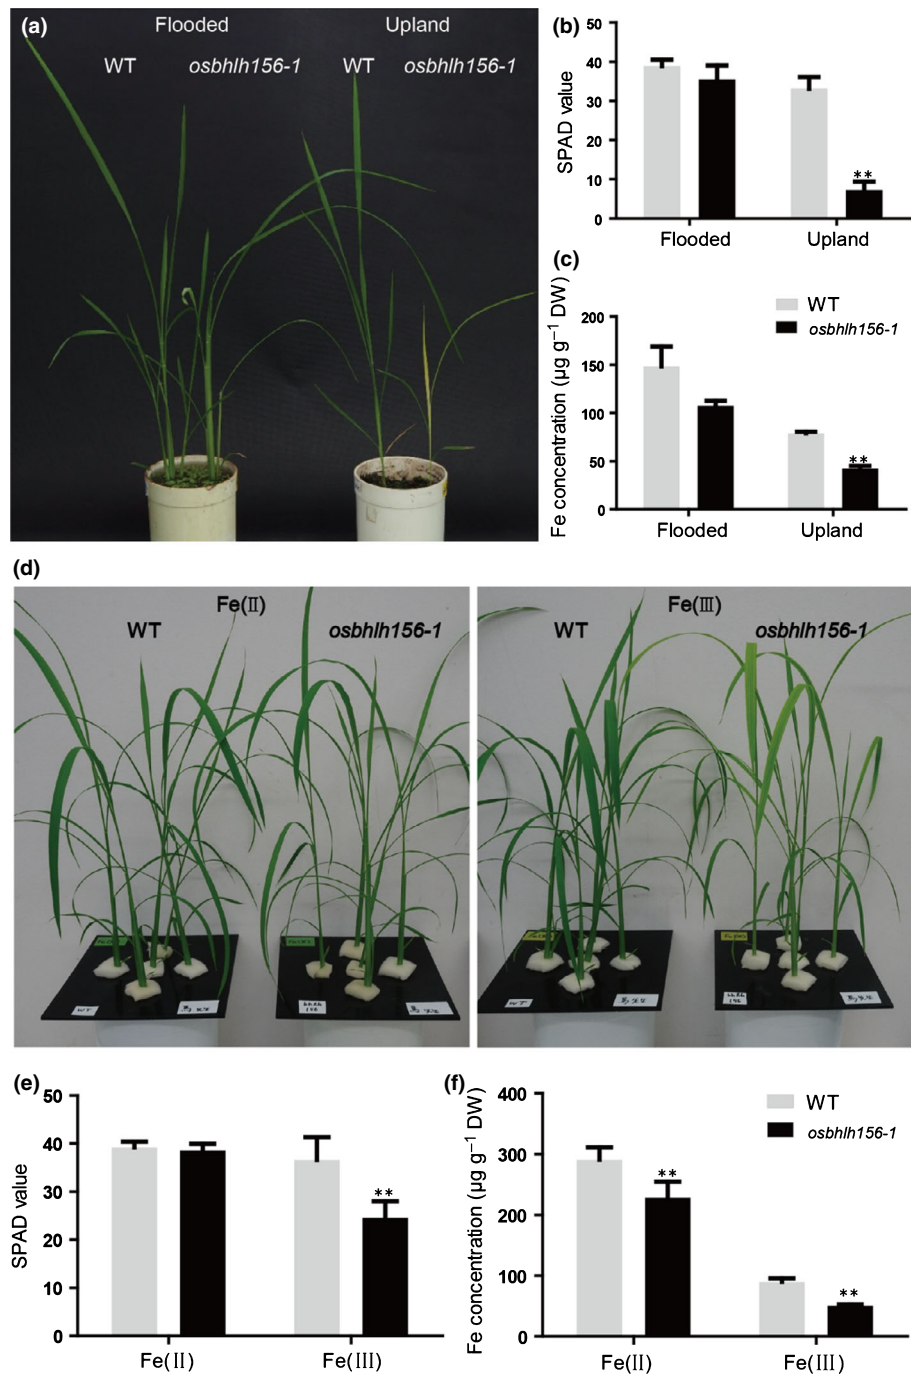 (a)
Flooded
Upland
WT
osbhlh156-1
WT
osbhlh156-1
(b)
SPAD value
50
40
30
20
10
0
**
Flooded
Upland
(c)
Fe concentration (µg g⁻¹ DW)
200
150
100
50
0
WT
osbhlh156-1
**
Flooded
Upland
(d)
Fe(Ⅱ)
WT
osbhlh156-1
Fe(Ⅲ)
WT
osbhlh156-1
WT
WT
(e)
SPAD value
50
40
30
20
10
0
**
Fe(Ⅱ)
Fe(Ⅲ)
(f)
Fe concentration (µg g⁻¹ DW)
400
300
200
100
0
WT
osbhlh156-1
**
**
Fe(Ⅱ)
Fe(Ⅲ)